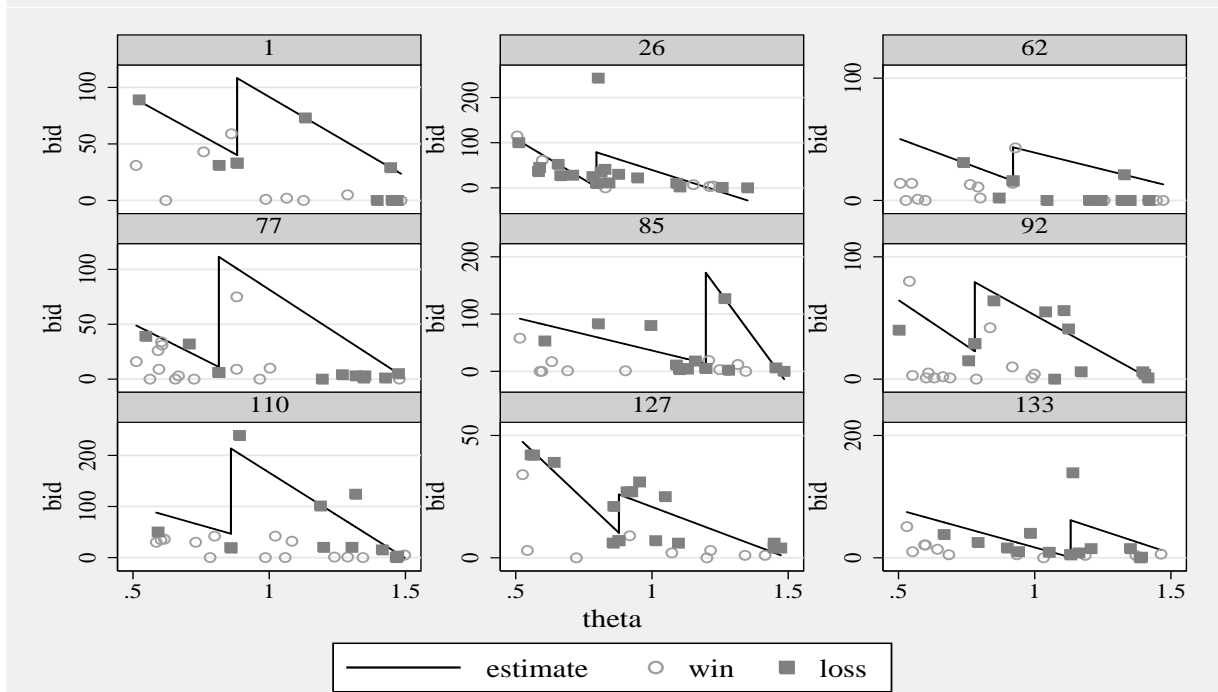 1 26 62
bid 0 50 100
bid 0 100 200
bid 0 100
77 85 92
bid 0 50 100
bid 0 100 200
bid 0 100
110 127 133
bid 0 100 200
bid 0 50
bid 0 200
.5 1 1.5 .5 1 1.5 .5 1 1.5
theta
estimate win loss